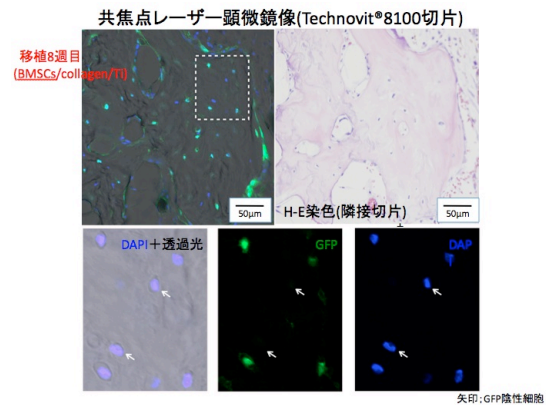 共焦点レーザー顕微鏡像(Technovit®8100切片)
移植8週目
(BMSCs/collagen/Ti)
50μm
50μm
H-E染色(隣接切片)
DAPI+透過光
GFP
DAP
矢印;GFP陰性細胞